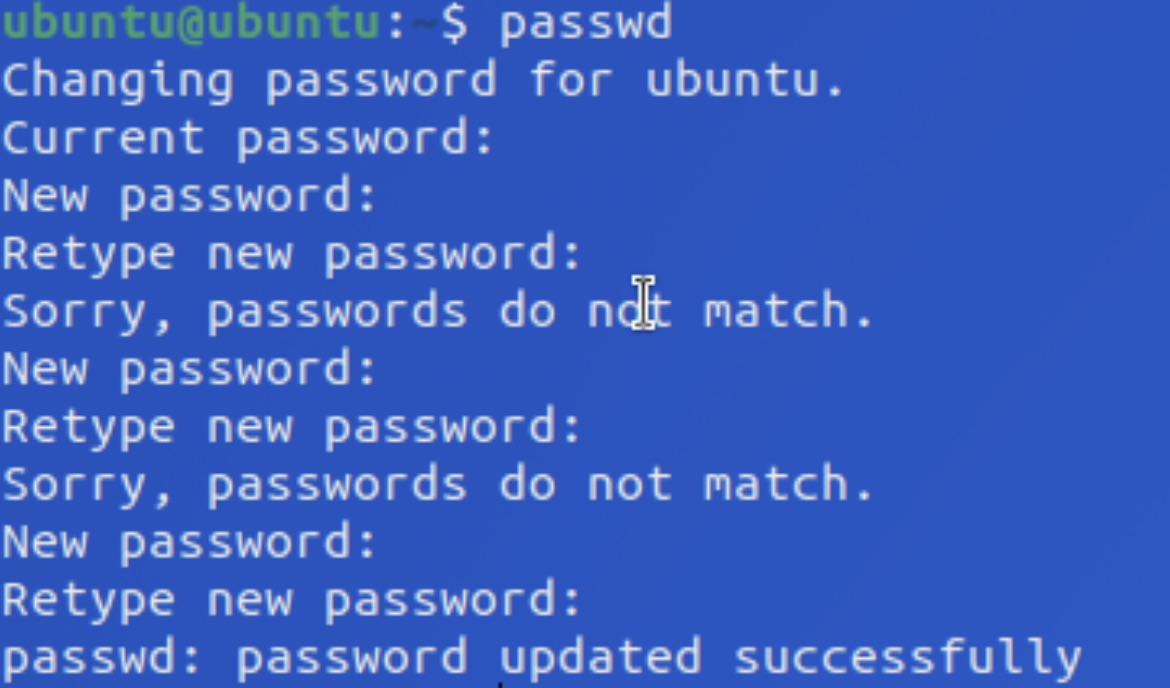 ubuntu@ubuntu:~$ passwd
Changing password for ubuntu.
Current password:
New password:
Retype new password:
Sorry, passwords do not match.
New password:
Retype new password:
Sorry, passwords do not match.
New password:
Retype new password:
passwd: password updated successfully